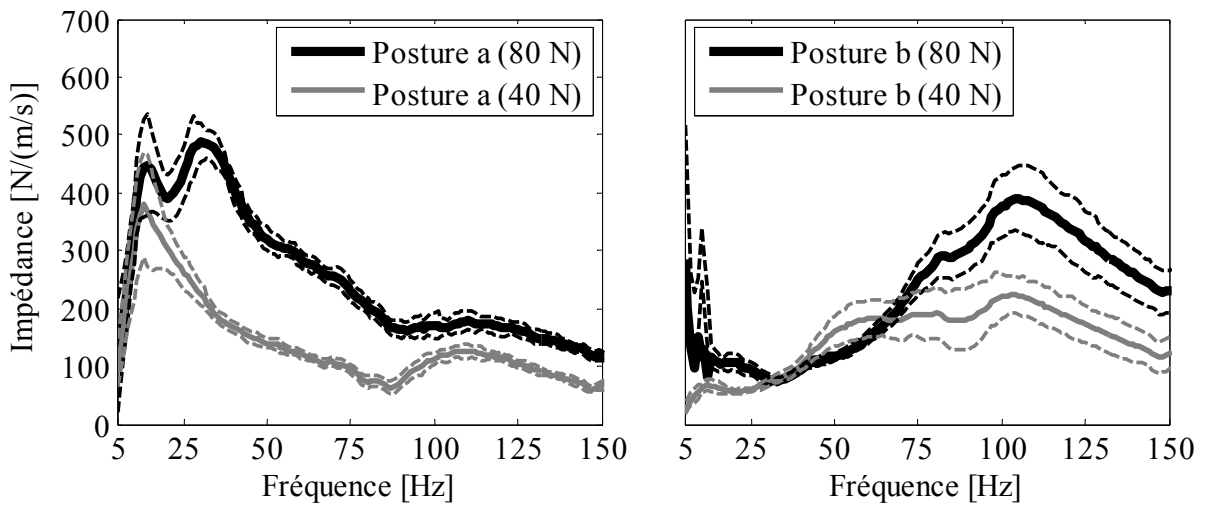 700
600
500
400
300
200
100
0
Impédance [N/(m/s)]
Posture a (80 N)
Posture a (40 N)
5 25 50 75 100 125 150
Fréquence [Hz]
Posture b (80 N)
Posture b (40 N)
5 25 50 75 100 125 150
Fréquence [Hz]